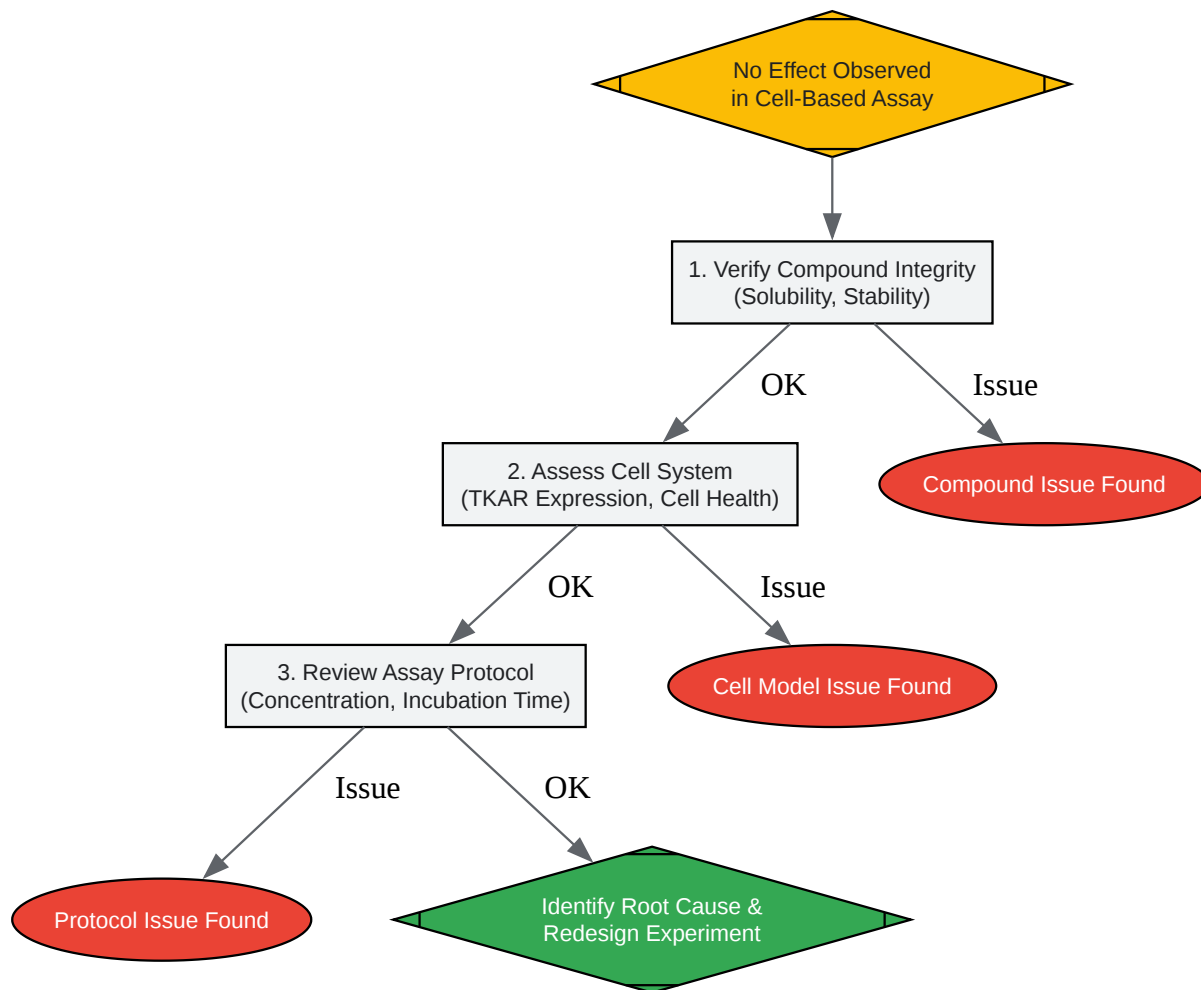 No Effect Observed
in Cell-Based Assay
1. Verify Compound Integrity
(Solubility, Stability)
OK
Issue
2. Assess Cell System
(TKAR Expression, Cell Health)
Compound Issue Found
OK
Issue
3. Review Assay Protocol
(Concentration, Incubation Time)
Cell Model Issue Found
Issue
OK
Protocol Issue Found
Identify Root Cause &
Redesign Experiment